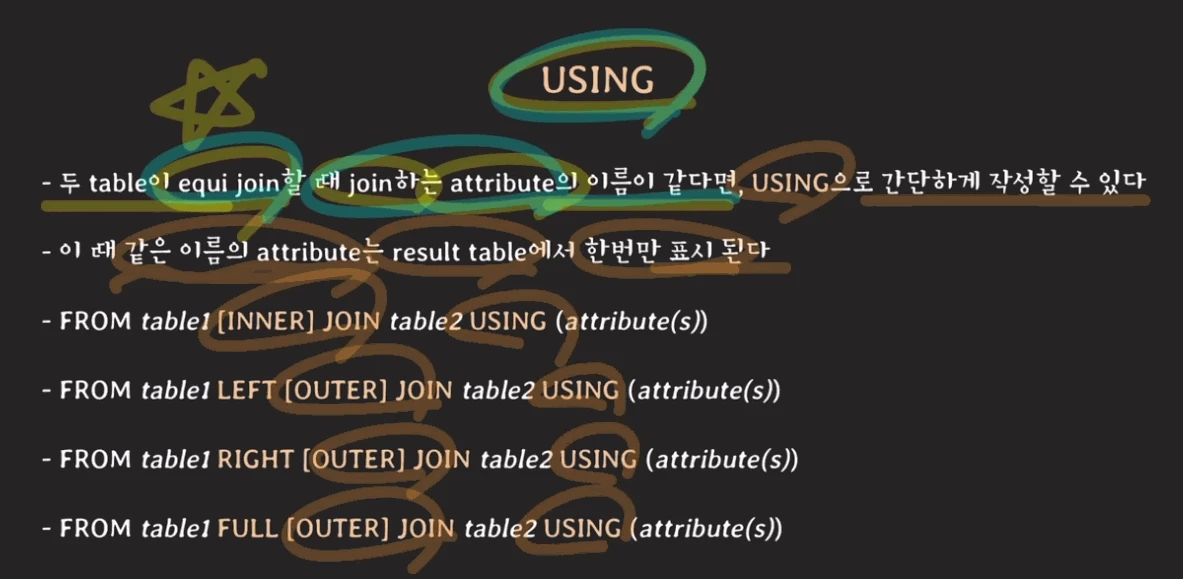 USING
- 두 table이 equi join할 때 join하는 attribute의 이름이 같다면, USING으로 간단하게 작성할 수 있다
- 이 때 같은 이름의 attribute는 result table에서 한번만 표시 된다
- FROM table1 [INNER] JOIN table2 USING (attribute(s))
- FROM table1 LEFT [OUTER] JOIN table2 USING (attribute(s))
- FROM table1 RIGHT [OUTER] JOIN table2 USING (attribute(s))
- FROM table1 FULL [OUTER] JOIN table2 USING (attribute(s))